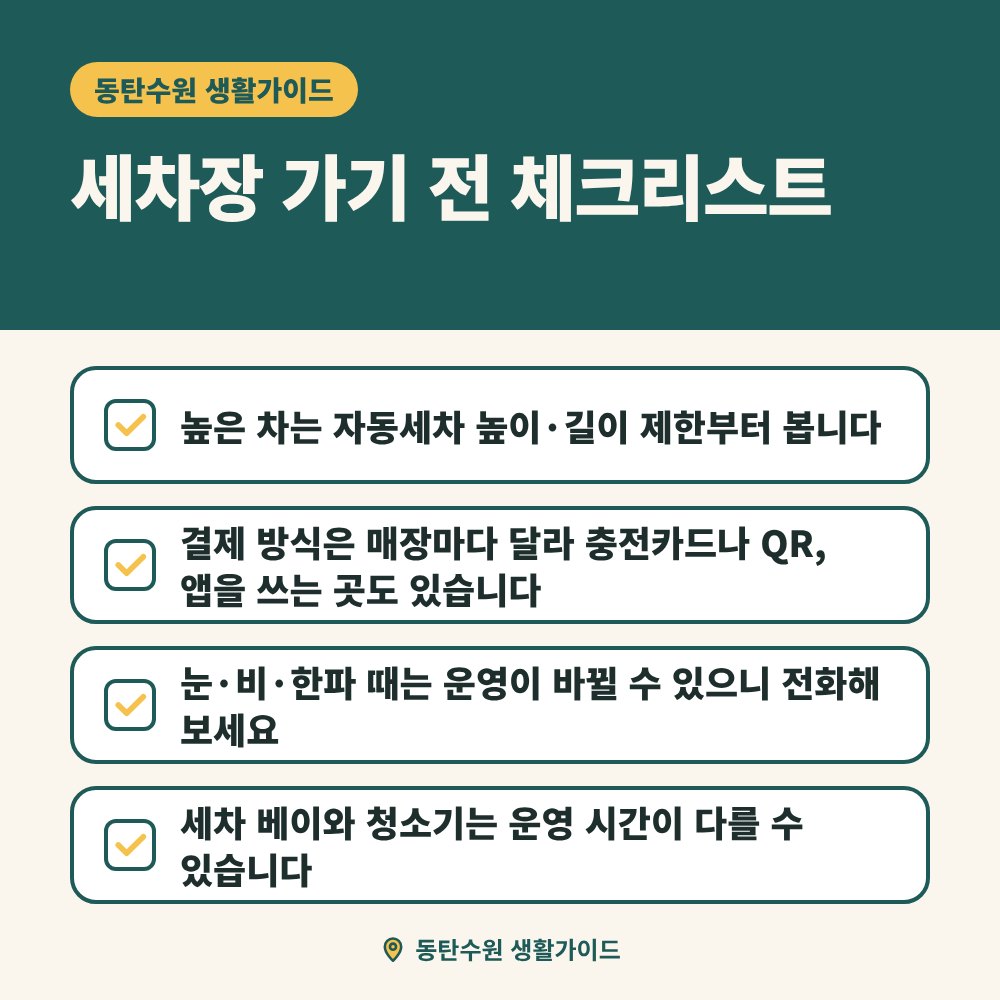 동탄수원 생활가이드
세차장 가기 전 체크리스트
높은 차는 자동세차 높이·길이 제한부터 봅니다
결제 방식은 매장마다 달라 충전카드나 QR,
앱을 쓰는 곳도 있습니다
눈·비·한파 때는 운영이 바뀔 수 있으니 전화해
보세요
세차 베이와 청소기는 운영 시간이 다를 수
있습니다
동탄수원 생활가이드